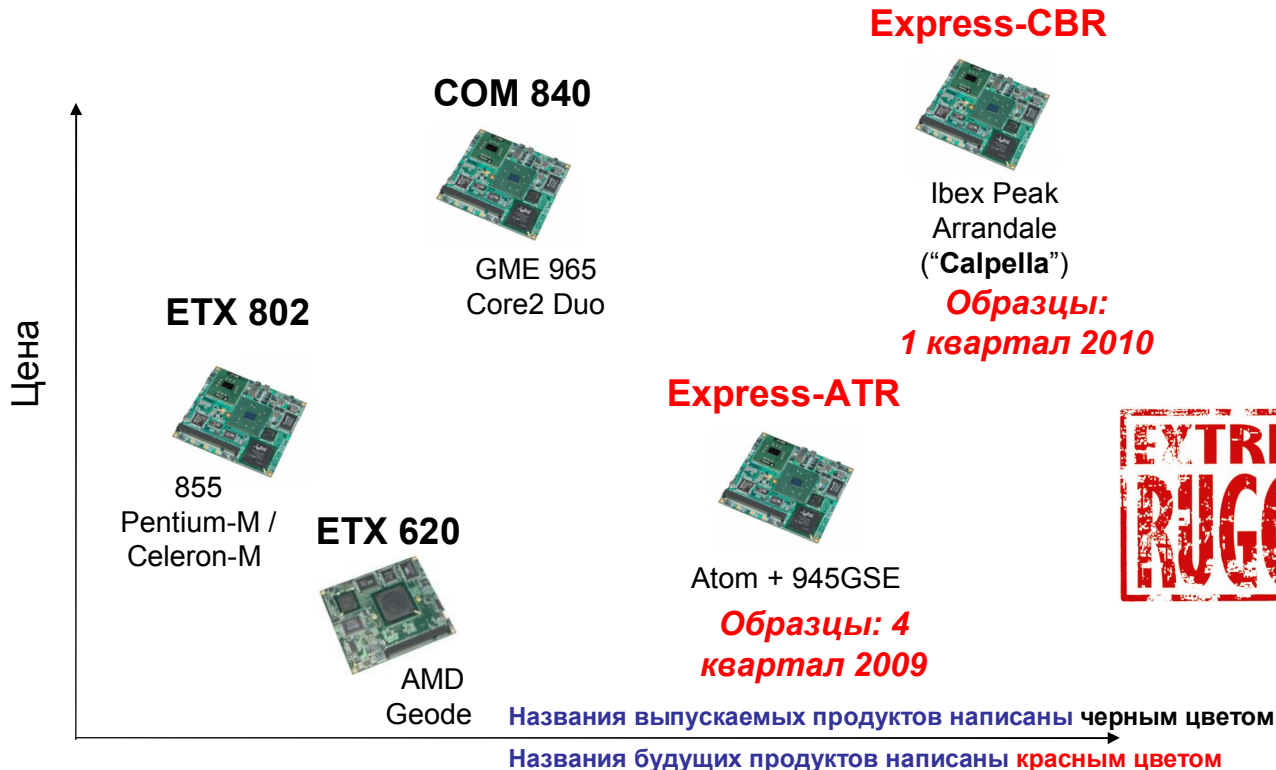 Express-CBR
COM 840
Ibex Peak
Arrandale
(“Calpella”)
Образцы:
1 квартал 2010
GME 965
Core2 Duo
ETX 802
Цена
Express-ATR
855
Pentium-M /
Celeron-M
ETX 620
Atom + 945GSE
Образцы: 4
квартал 2009
AMD
Geode
Названия выпускаемых продуктов написаны черным цветом
Названия будущих продуктов написаны красным цветом